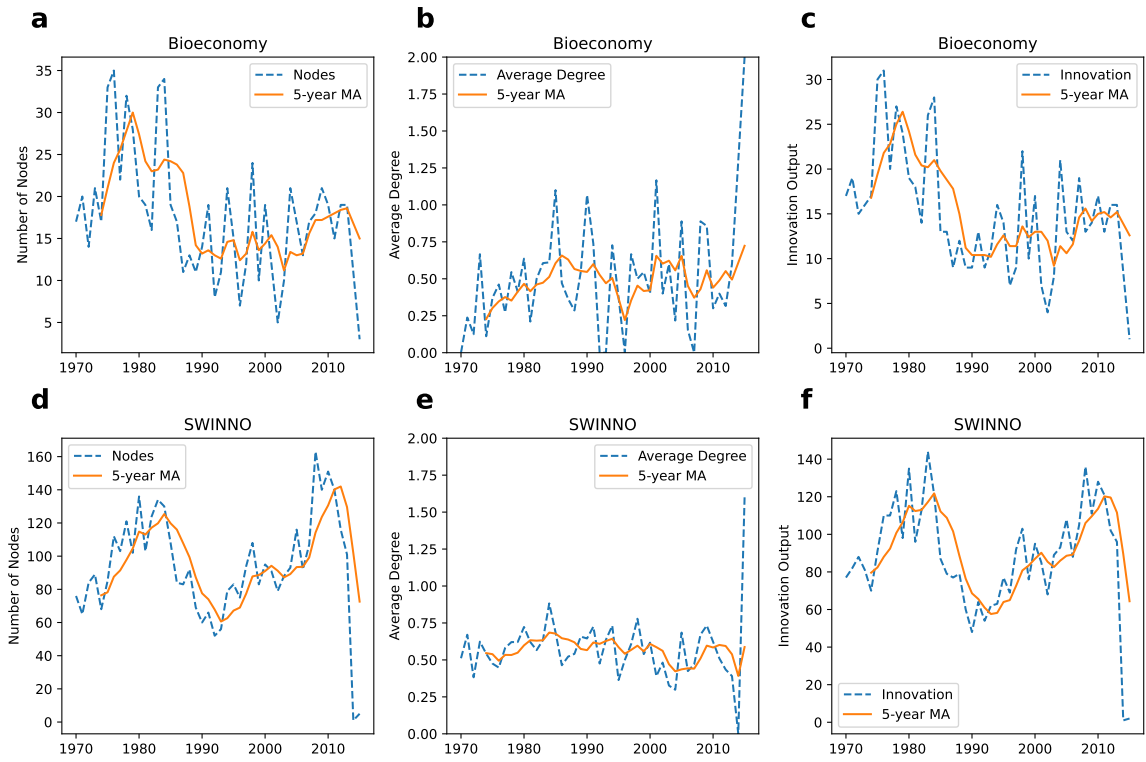 a
Bioeconomy
Nodes
5-year MA
Number of Nodes
35
30
25
20
15
10
5
1970 1980 1990 2000 2010
b
Bioeconomy
Average Degree
5-year MA
Average Degree
2.00
1.75
1.50
1.25
1.00
0.75
0.50
0.25
0.00
1970 1980 1990 2000 2010
c
Bioeconomy
Innovation
5-year MA
Innovation Output
30
25
20
15
10
5
0
1970 1980 1990 2000 2010
d
SWINNO
Nodes
5-year MA
Number of Nodes
160
140
120
100
80
60
40
20
0
1970 1980 1990 2000 2010
e
SWINNO
Average Degree
5-year MA
Average Degree
2.00
1.75
1.50
1.25
1.00
0.75
0.50
0.25
0.00
1970 1980 1990 2000 2010
f
SWINNO
Innovation Output
140
120
100
80
60
40
20
0
Innovation
5-year MA
1970 1980 1990 2000 2010